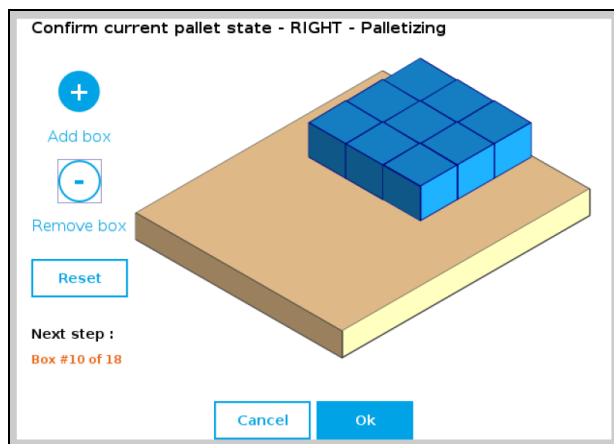 Confirm current pallet state - RIGHT - Palletizing
+
Add box
-
Remove box
Reset
Next step :
Box #10 of 18
Cancel
Ok